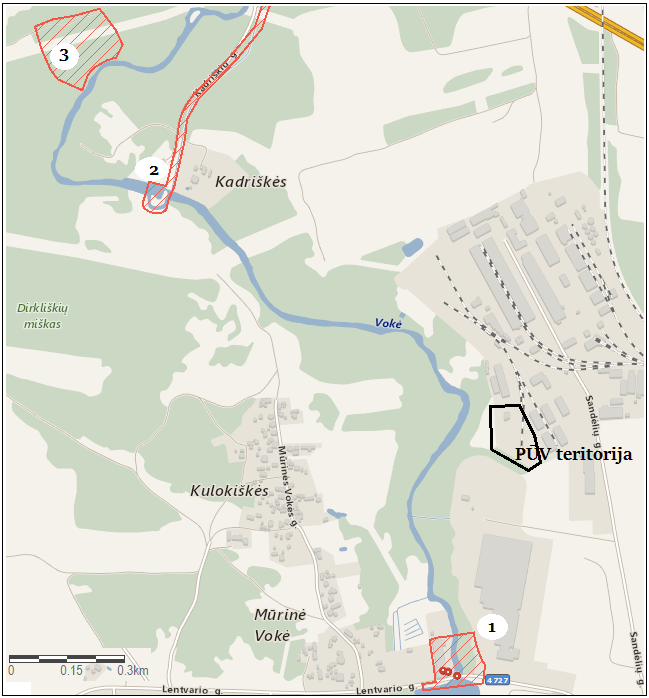 3
Kadriškio g.
2
Kadriškės
Dirkliškių
miškas
Vokė
Sandėlių g.
PŪV teritorija
Mūrinės Vokės g.
Kulokiškės
Mūrinė
Vokė
1
0 0.15 0.3km
4727
Lentvario g.
Lentvario g.
Sandėlių g.